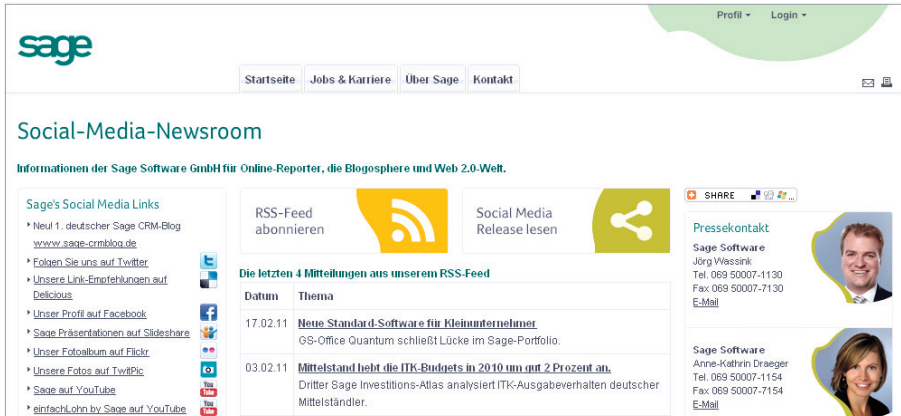 Profil Login
sage
Startseite Jobs & Karriere Über Sage Kontakt
Social-Media-Newsroom
Informationen der Sage Software GmbH für Online-Reporter, die Blogosphere und Web 2.0-Welt.
Sage's Social Media Links
Neu! 1. deutscher Sage CRM-Blog
www.sage-crmblog.de
Folgen Sie uns auf Twitter
Unsere Link-Empfehlungen auf
Delicious
Unser Profil auf Facebook
Sage Präsentationen auf Slideshare
Unser Fotoalbum auf Flickr
Unsere Fotos auf TwitPic
Sage auf YouTube
einfachLohn by Sage auf YouTube
You
Tube
You
Tube
RSS-Feed
abonnieren
Social Media
Release lesen
Die letzten 4 Mitteilungen aus unserem RSS-Feed
Datum Thema
17.02.11 Neue Standard-Software für Kleinunternehmer
GS-Office Quantum schließt Lücke im Sage-Portfolio.
03.02.11 Mittelstand hebt die ITK-Budgets in 2010 um gut 2 Prozent an.
Dritter Sage Investitions-Atlas analysiert ITK-Ausgabeverhalten deutscher
Mittelständler.
SHARE ...
Pressekontakt
Sage Software
Jörg Wassink
Tel. 069 50007-1130
Fax 069 50007-7130
E-Mail
Sage Software
Anne-Kathrin Draeger
Tel. 069 50007-1154
Fax 069 50007-7154
E-Mail